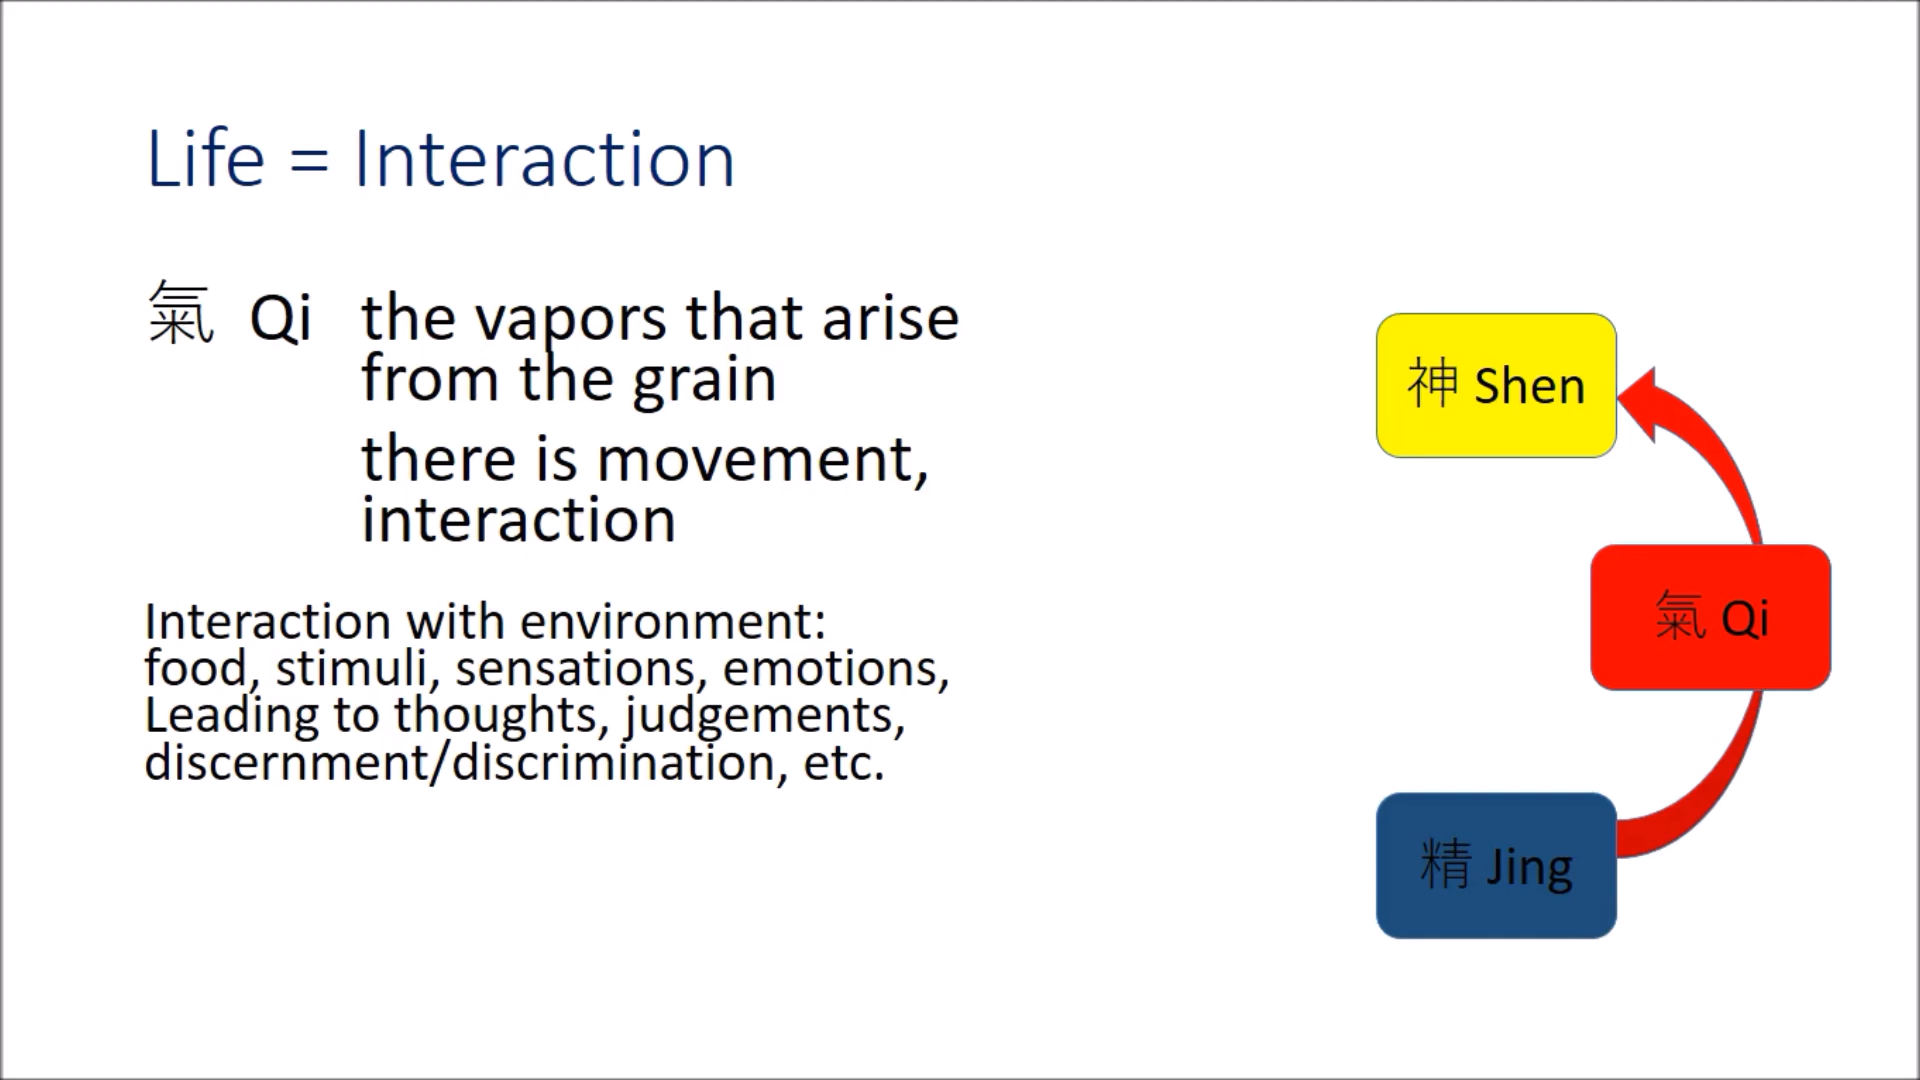 Life = Interaction
氣 Qi the vapors that arise
from the grain
there is movement,
interaction
Interaction with environment:
food, stimuli, sensations, emotions,
Leading to thoughts, judgements,
discernment/discrimination, etc.
神 Shen
氣 Qi
精 Jing